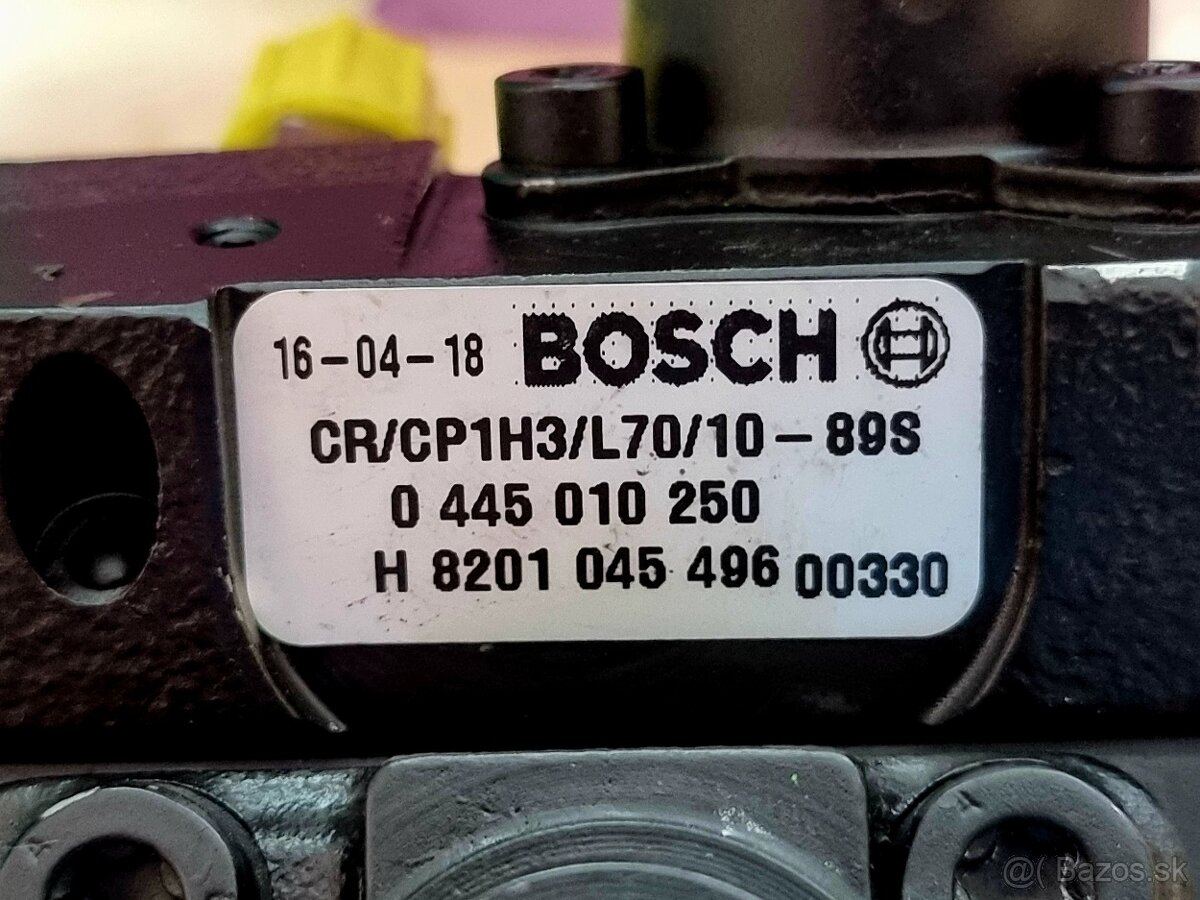 16-04-18 BOSCH
CR/CP1H3/L70/10-89S
0 445 010 250
H 8201 045 496 00330
@( Bazos.sk